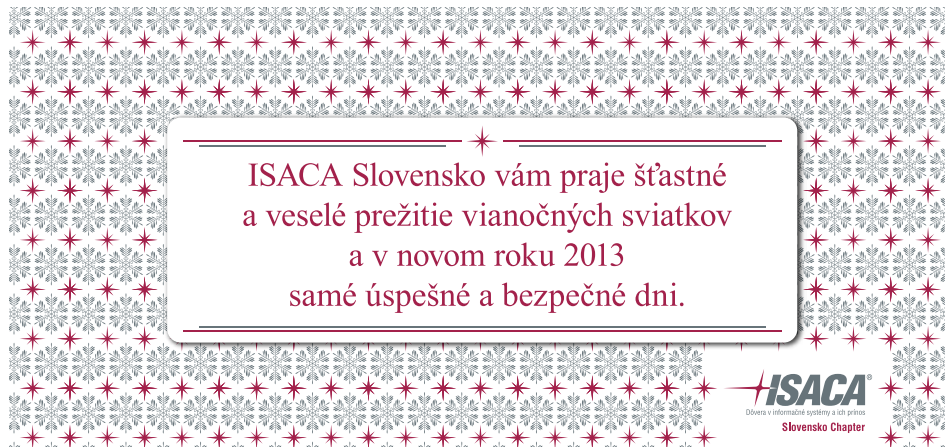 ISACA Slovensko vám praje šťastné
a veselé prežitie vianočných sviatkov
a v novom roku 2013
samé úspešné a bezpečné dni.
ISACA®
Dôvera v informačné systémy a ich prínos
Slovensko Chapter